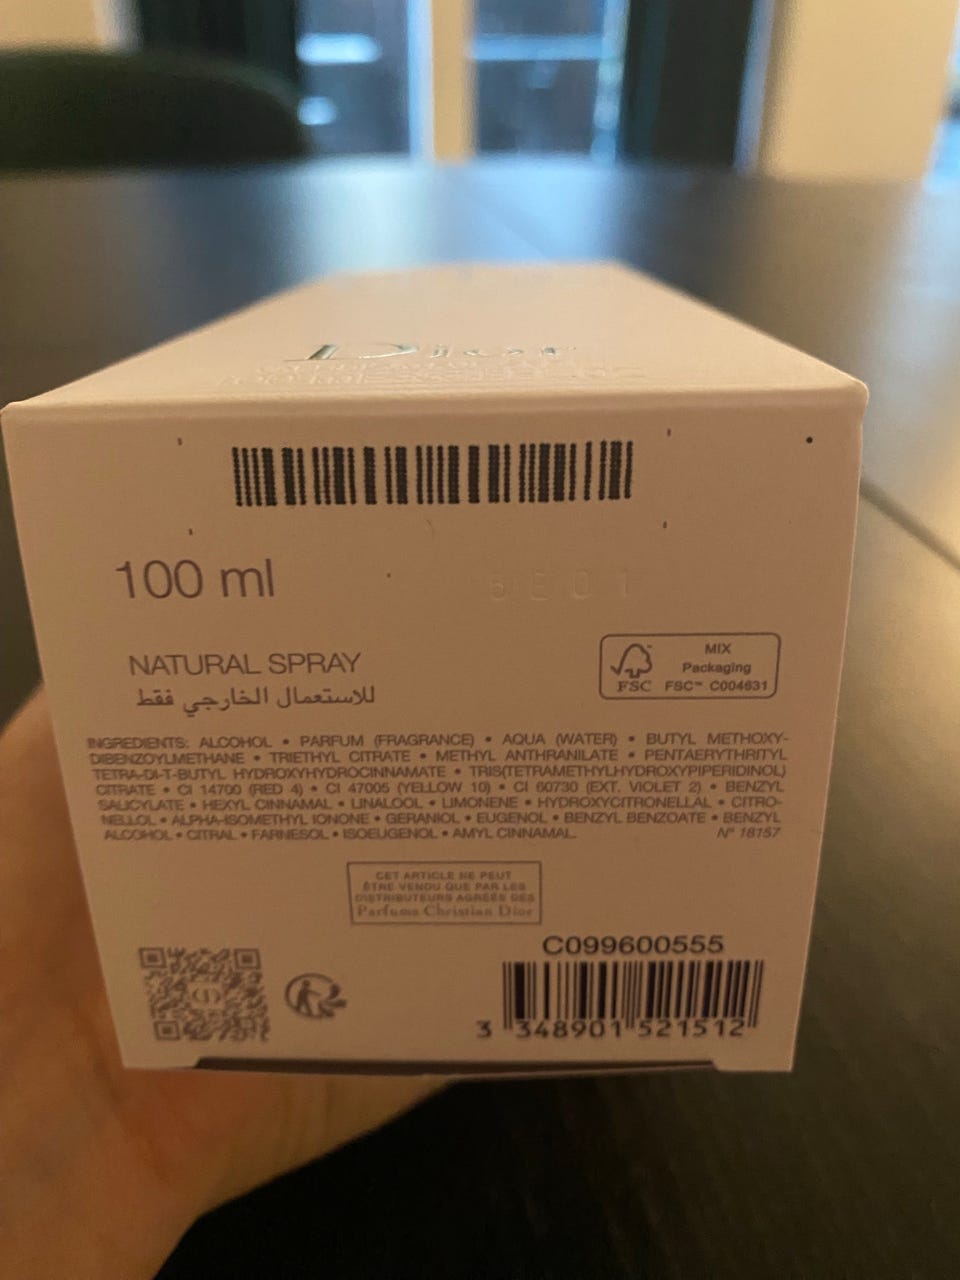 Dior
100 ml
5E01
NATURAL SPRAY
للاستعمال الخارجي فقط
MIX
Packaging
FSC FSC™ C004631
INGREDIENTS: ALCOHOL • PARFUM (FRAGRANCE) • AQUA (WATER) • BUTYL METHOXY-
DIBENZOYLMETHANE • TRIETHYL CITRATE • METHYL ANTHRANILATE • PENTAERYTHRITYL
TETRA-DI-T-BUTYL HYDROXYHYDROCINNAMATE • TRIS(TETRAMETHYLHYDROXYPIPERIDINOL)
CITRATE • CI 14700 (RED 4) • CI 47005 (YELLOW 10) • CI 60730 (EXT. VIOLET 2) • BENZYL
SALICYLATE • HEXYL CINNAMAL • LINALOOL • LIMONENE • HYDROXYCITRONELLAL • CITRO-
NELLOL • ALPHA-ISOMETHYL IONONE • GERANIOL • EUGENOL • BENZYL BENZOATE • BENZYL
ALCOHOL • CITRAL • FARNESOL • ISOEUGENOL • AMYL CINNAMAL. N° 18157
CET ARTICLE NE PEUT
ÊTRE VENDU QUE PAR LES
DISTRIBUTEURS AGRÉÉS DES
Parfums Christian Dior
C099600555
3 348901 521512